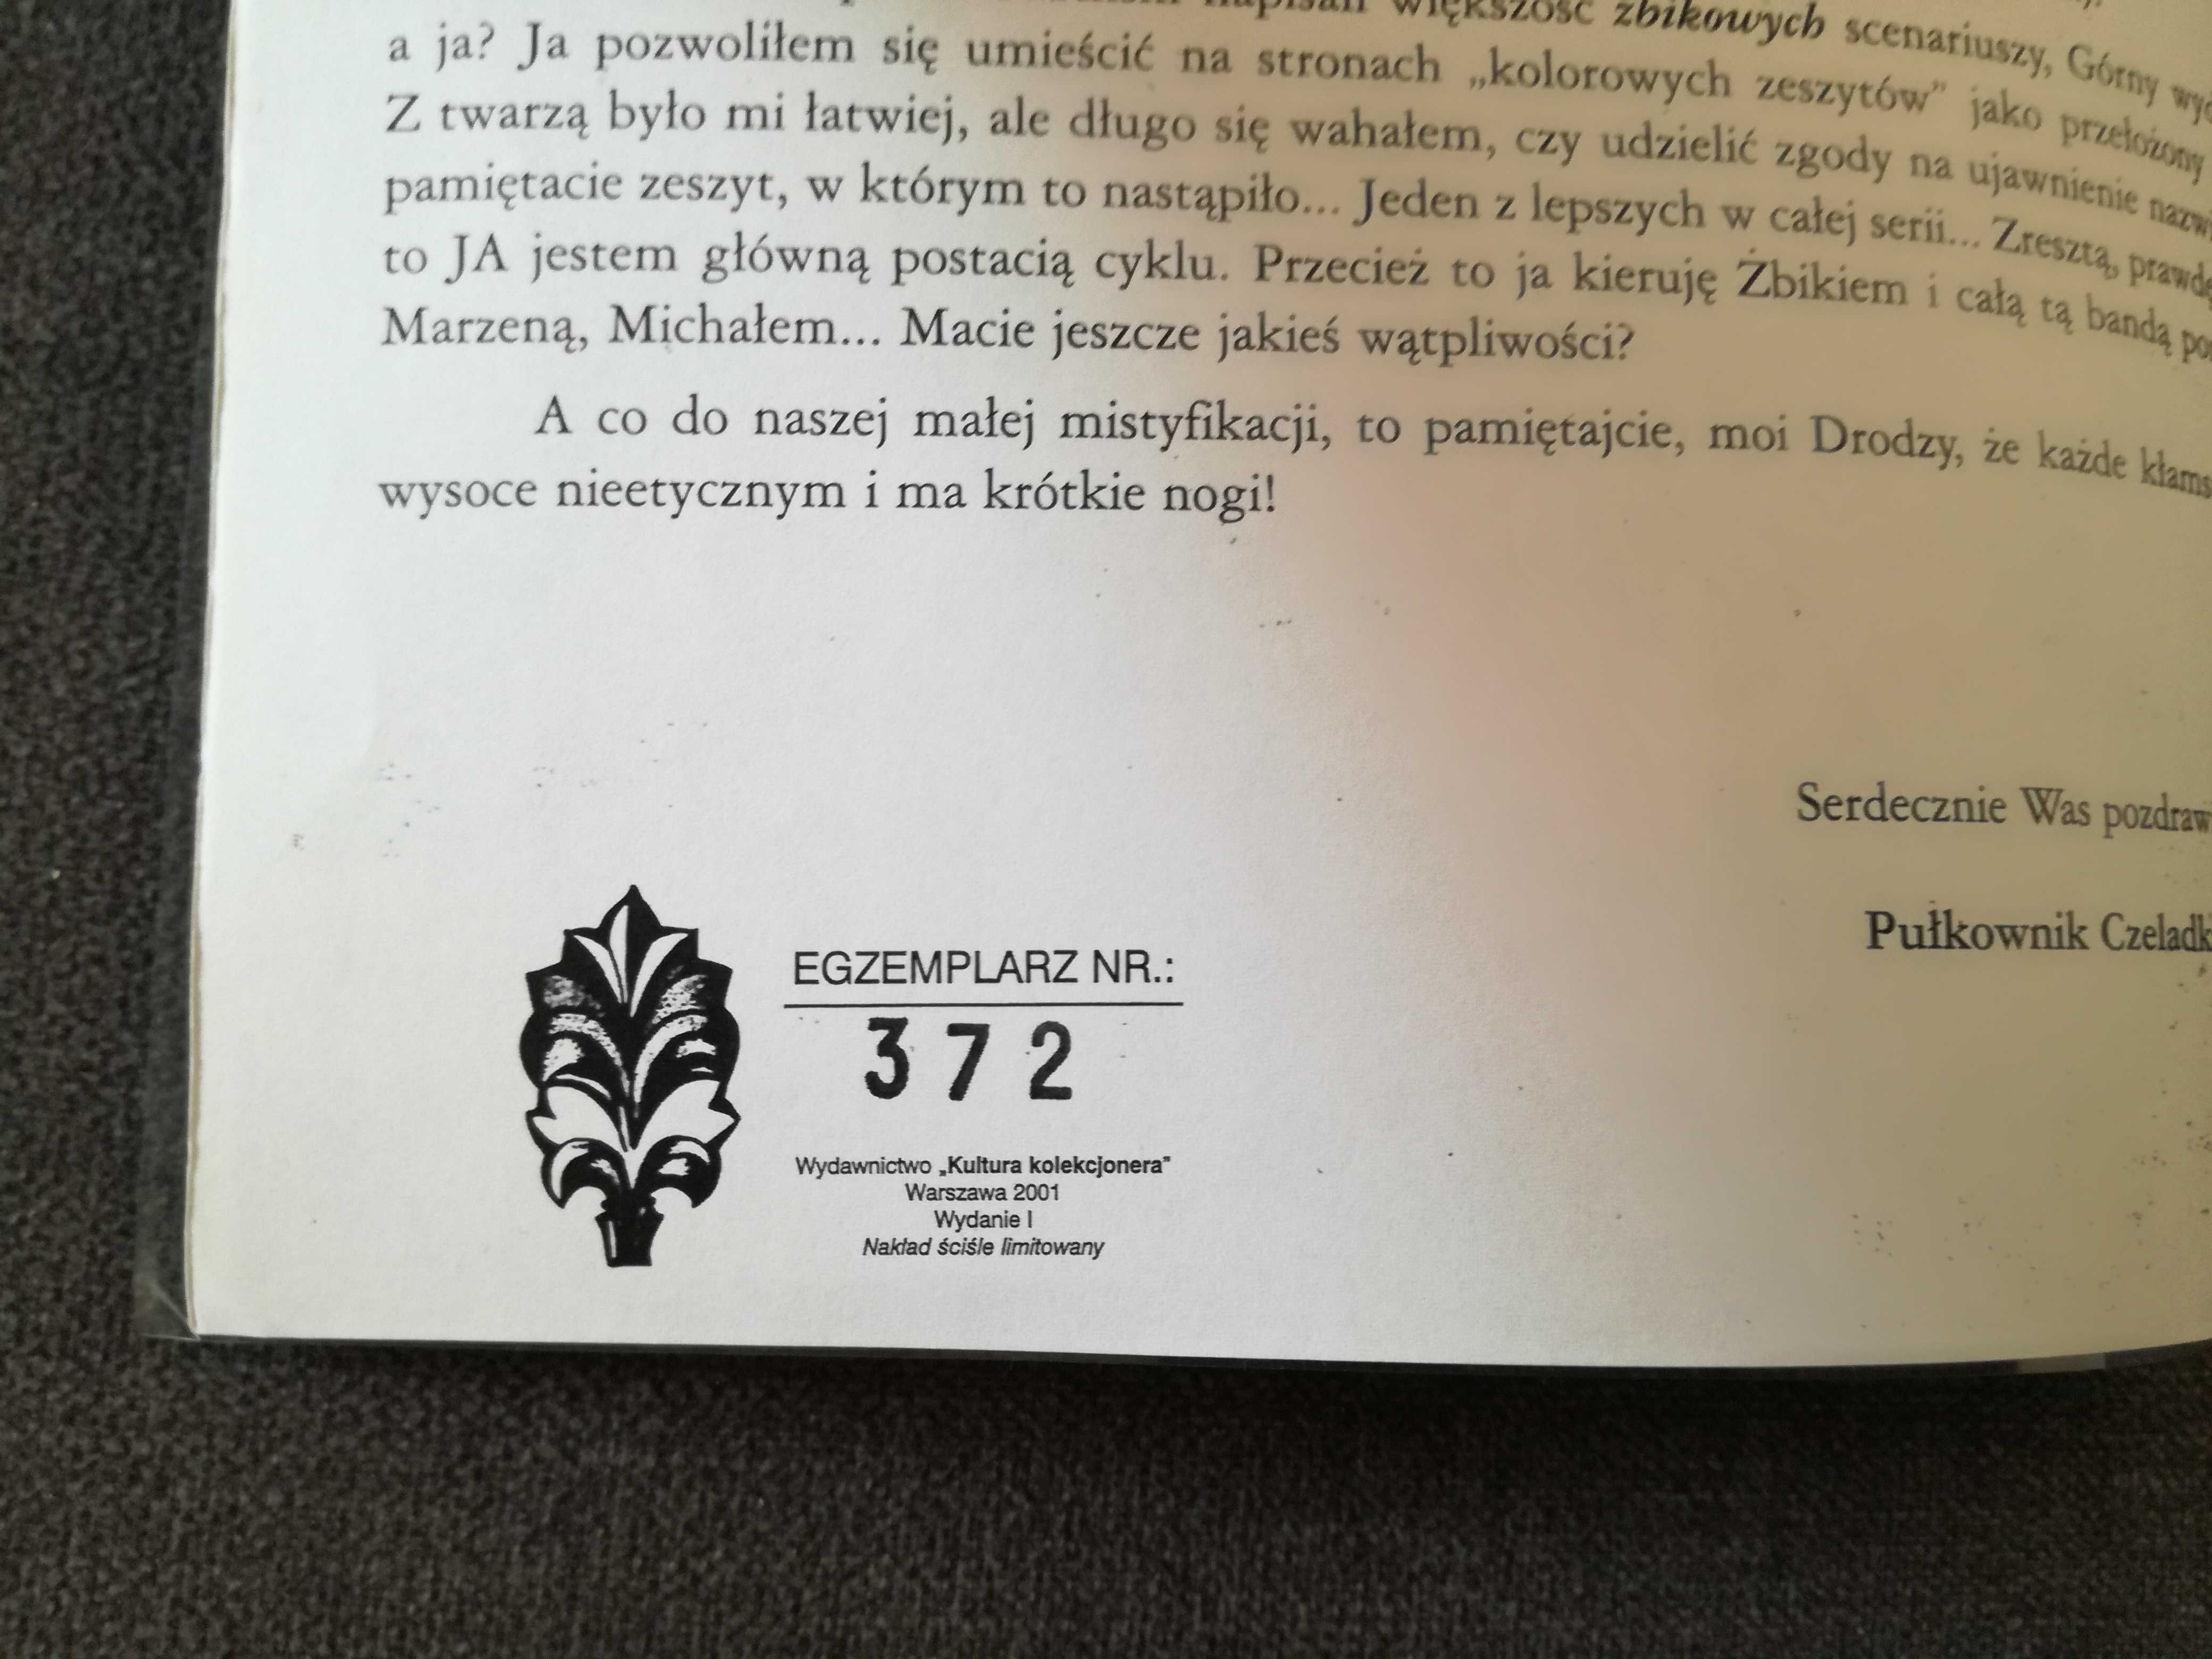 większość żbikowych scenariuszy, Górny
a ja? Ja pozwoliłem się umieścić na stronach „kolorowych zeszytów” jako przełożony
Z twarzą było mi łatwiej, ale długo się wahałem, czy udzielić zgody na ujawnienie
pamiętacie zeszyt, w którym to nastąpiło... Jeden z lepszych w całej serii... Zresztą,
to JA jestem główną postacią cyklu. Przecież to ja kieruję Żbikiem i całą tą bandą
Marzeną, Michałem... Macie jeszcze jakieś wątpliwości?
A co do naszej małej mistyfikacji, to pamiętajcie, moi Drodzy, że każde
wysoce nieetycznym i ma krótkie nogi!
Serdecznie Was
Pułkownik
EGZEMPLARZ NR.:
372
Wydawnictwo „Kultura kolekcjonera”
Warszawa 2001
Wydanie I
Nakład ściśle limitowany